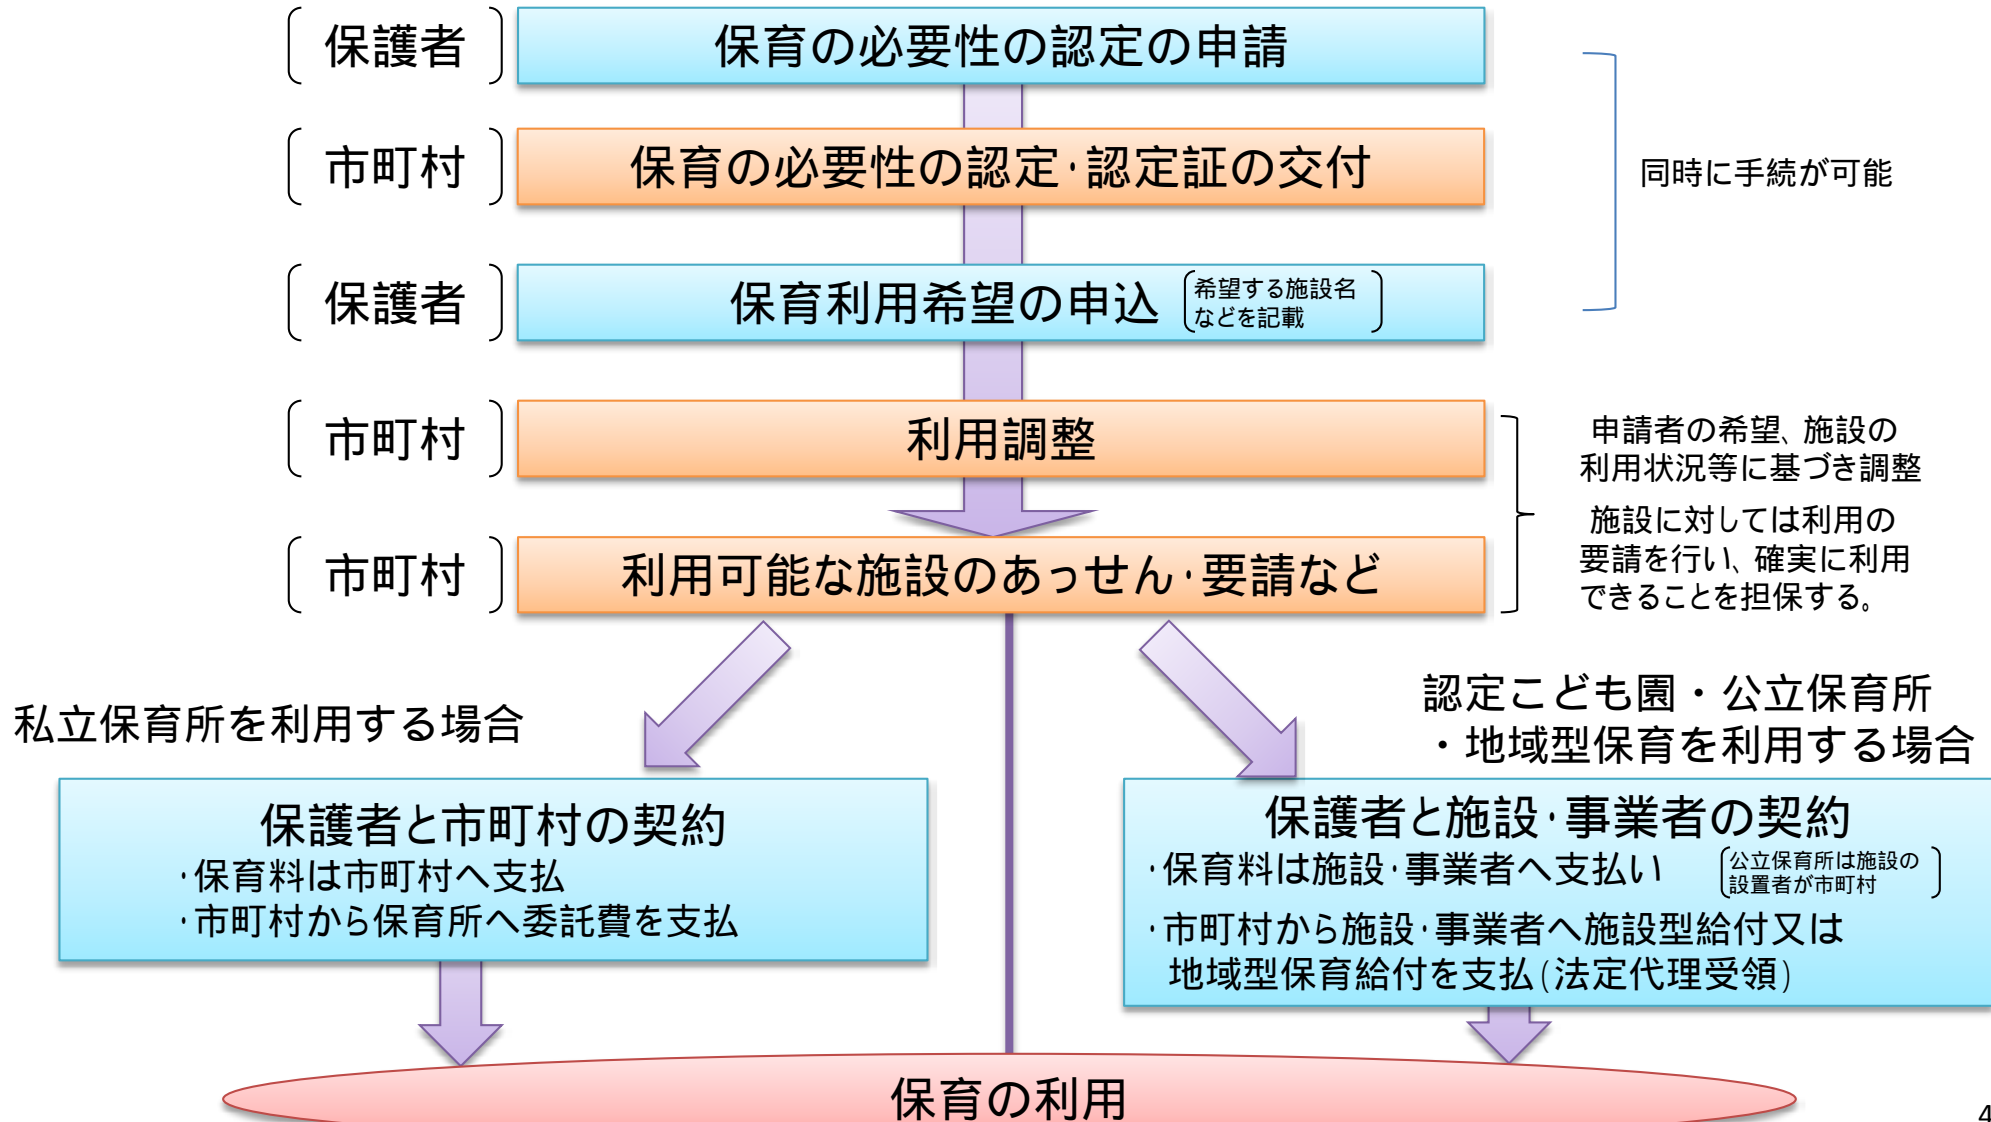 保護者
保育の必要性の認定の申請
市町村
保育の必要性の認定・認定証の交付
同時に手続が可能
保護者
保育利用希望の申込
希望する施設名
などを記載
市町村
利用調整
申請者の希望、施設の
利用状況等に基づき調整
施設に対しては利用の
要請を行い、確実に利用
できることを担保する。
市町村
利用可能な施設のあっせん・要請など
私立保育所を利用する場合
認定こども園・公立保育所
・地域型保育を利用する場合
保護者と市町村の契約
・保育料は市町村へ支払
・市町村から保育所へ委託費を支払
保護者と施設・事業者の契約
・保育料は施設・事業者へ支払い
公立保育所は施設の
設置者が市町村
・市町村から施設・事業者へ施設型給付又は
地域型保育給付を支払(法定代理受領)
保育の利用
4